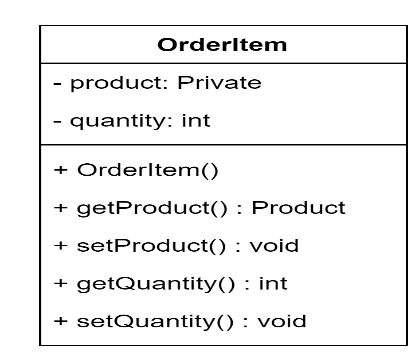 OrderItem
- product: Private
- quantity: int
+ OrderItem()
+ getProduct() : Product
+ setProduct() : void
+ getQuantity() : int
+ setQuantity() : void